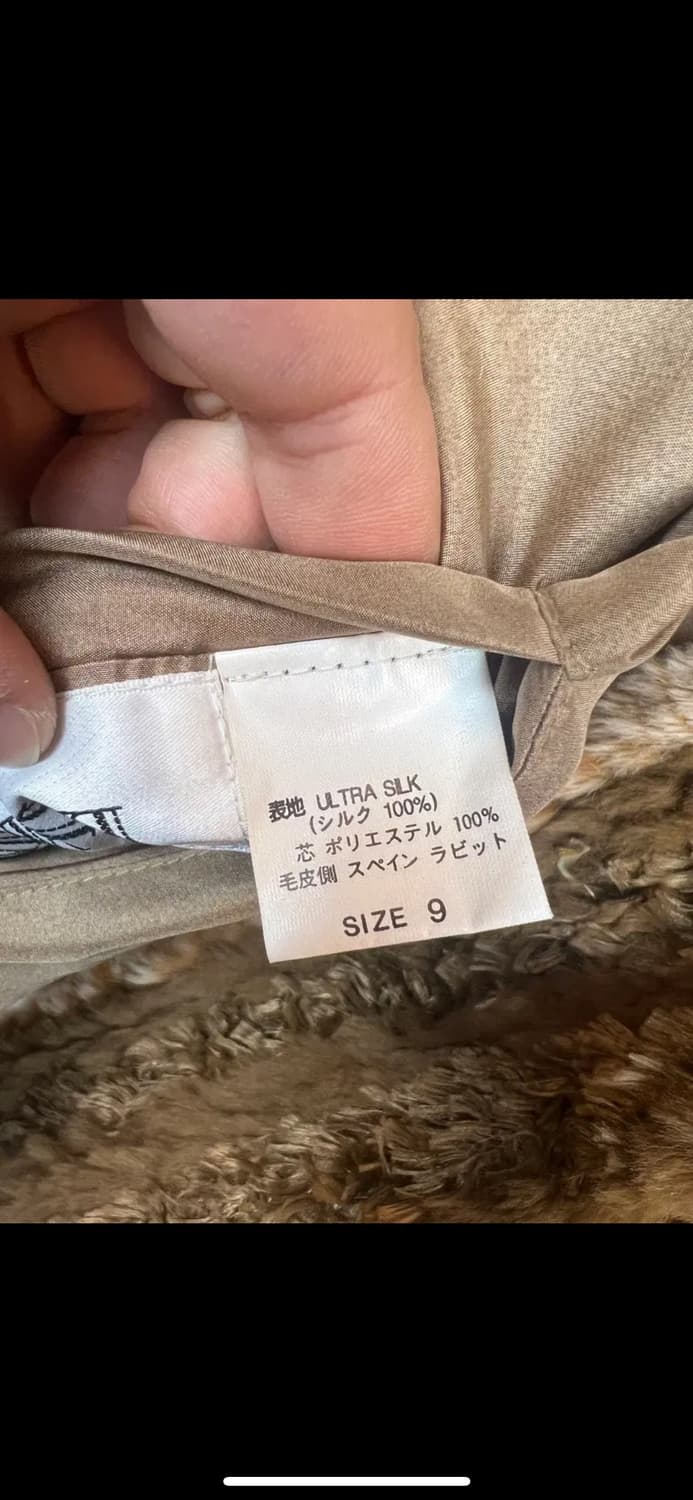 表地 ULTRA SILK
(シルク 100%)
芯 ポリエステル 100%
毛皮側 スペイン ラビット
SIZE 9